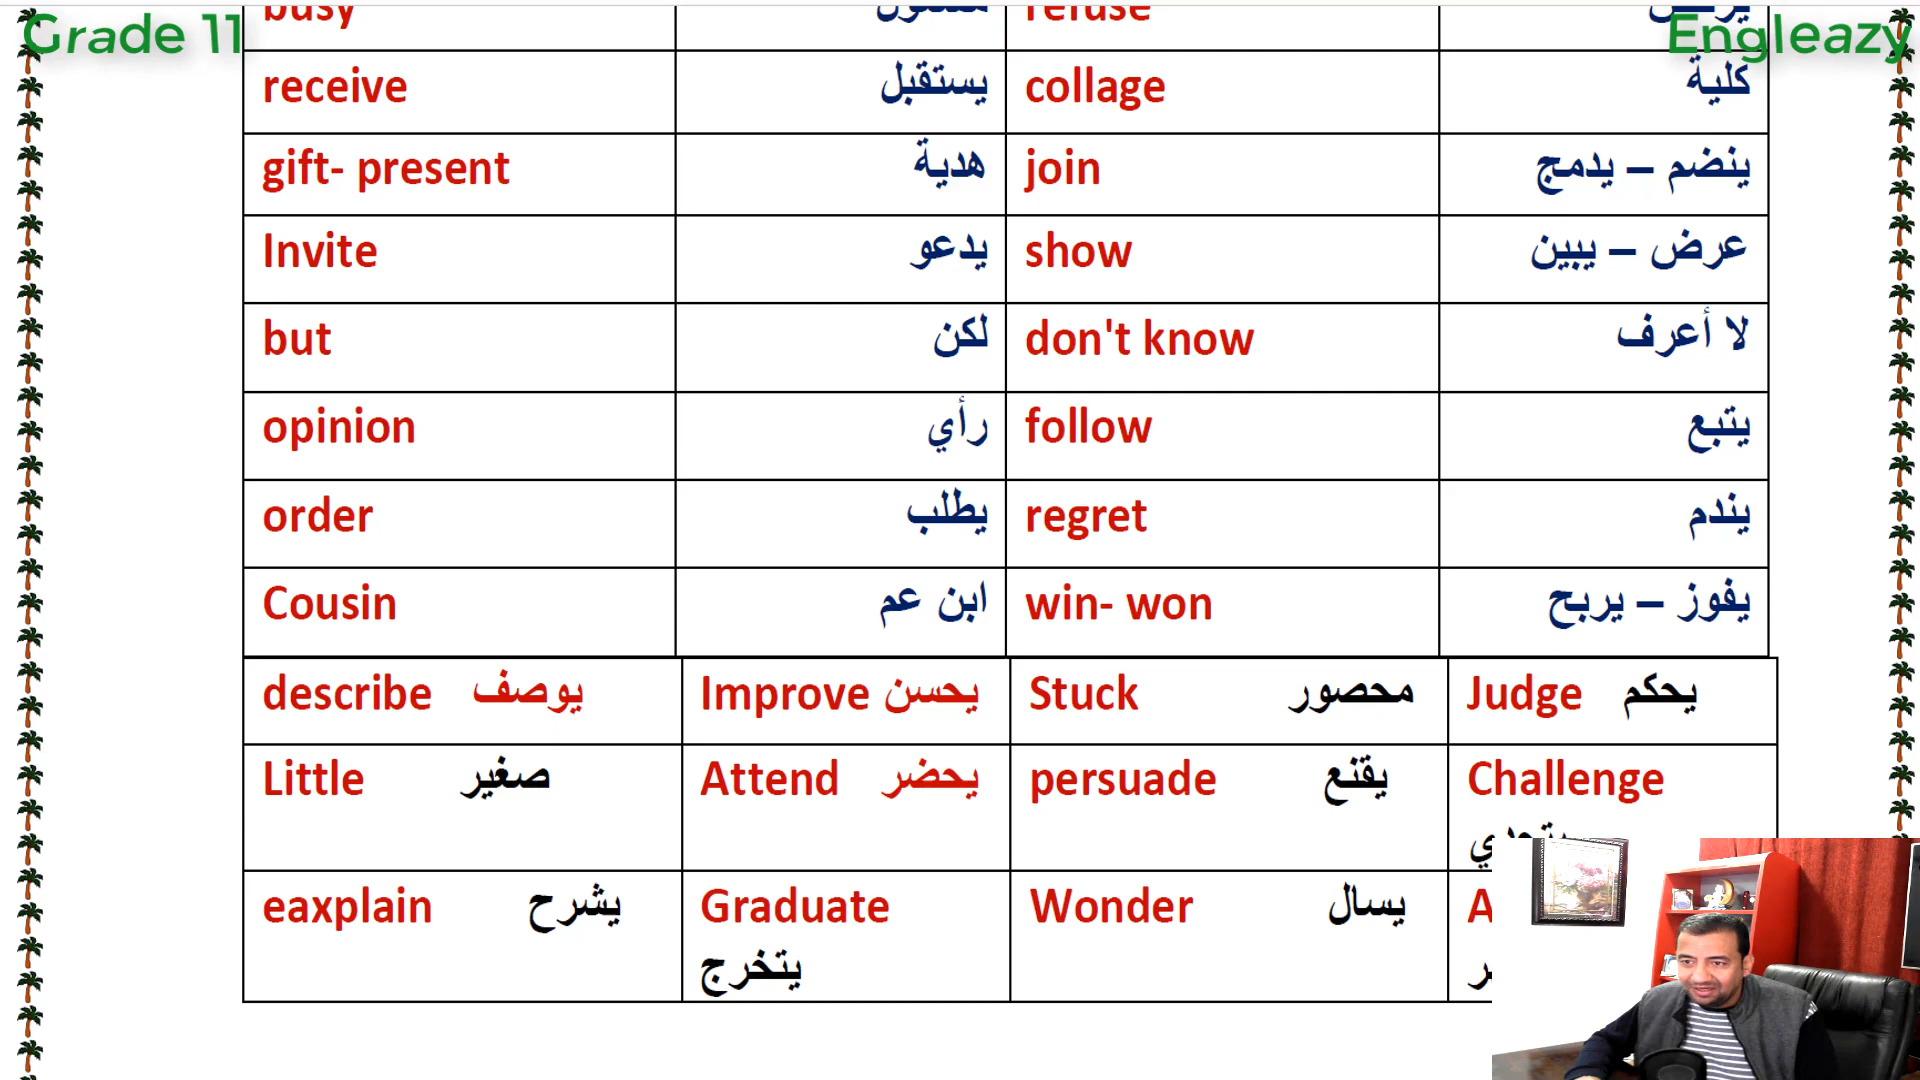 Grade 11
Engleazy
busy refuse
receive يستقبل collage كلية
gift- present هدية join ينضم – يدمج
Invite يدعو show عرض – يبين
but لكن don't know لا أعرف
opinion رأي follow يتبع
order يطلب regret يندم
Cousin ابن عم win- won يفوز – يربح
describe يوصف Improve يحسن Stuck محصور Judge يحكم
Little صغير Attend يحضر persuade يقنع Challenge
eaxplain يشرح Graduate Wonder يسال A
يتخرج